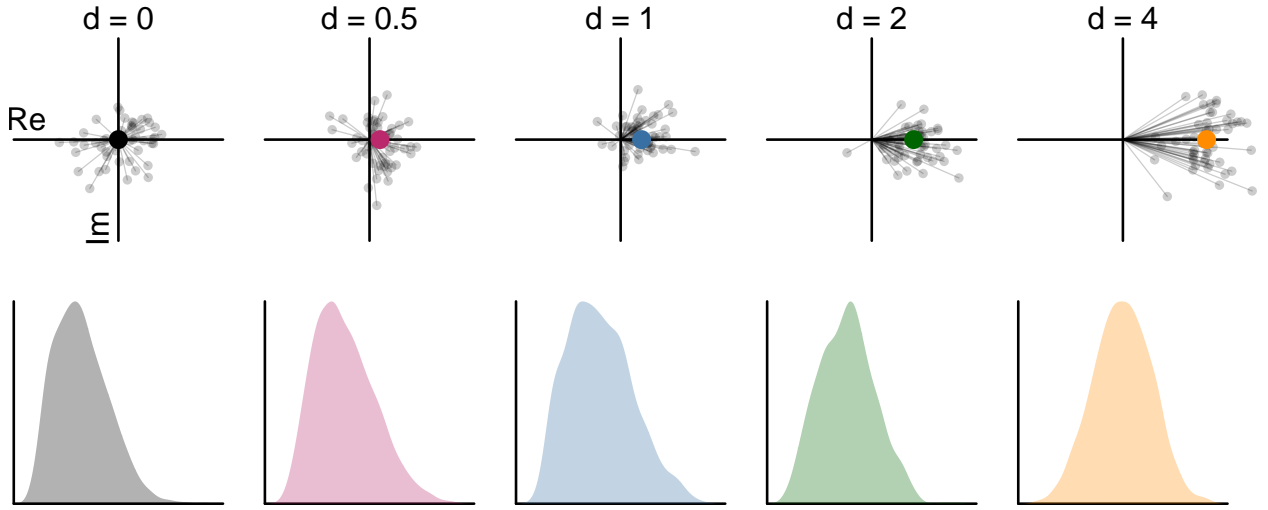 d = 0
d = 0.5
d = 1
d = 2
d = 4
Re
Im